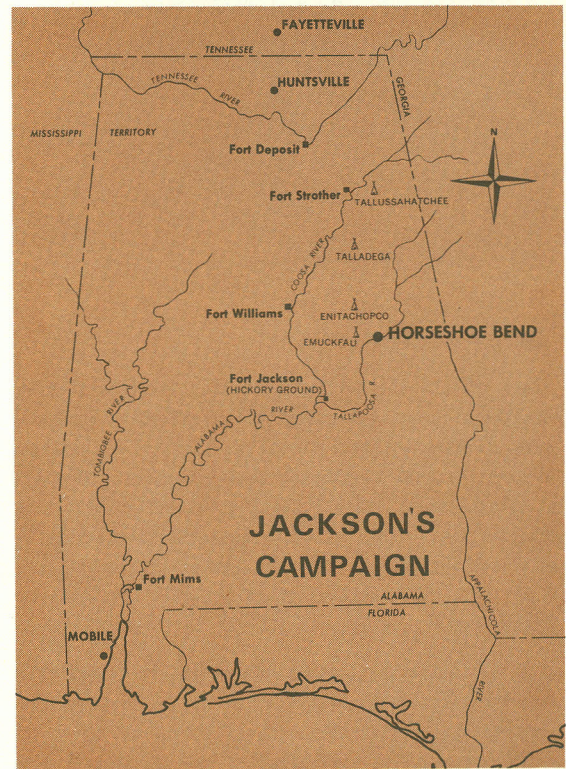 FAYETTEVILLE
TENNESSEE
TENNESSEE
RIVER
HUNTSVILLE
GEORGIA
MISSISSIPPI TERRITORY
N
Fort Deposit
Fort Strother
TALLUSSAHATCHEE
COOSA RIVER
TALLADEGA
Fort Williams
ENITACHOPCO
EMUCKFAU
HORSESHOE BEND
Fort Jackson
(HICKORY GROUND)
TALLAPOOSA R.
ALABAMA
RIVER
TOMBIGBEE RIVER
JACKSON'S
CAMPAIGN
Fort Mims
ALABAMA
FLORIDA
APPALACHICOLA
RIVER
MOBILE